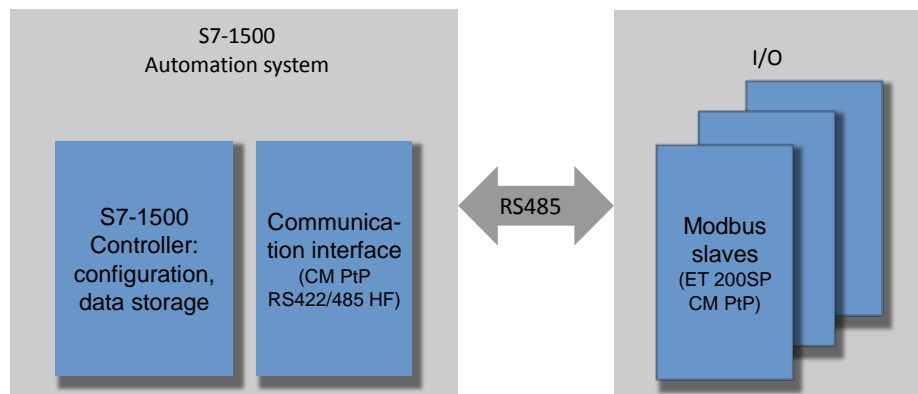 S7-1500
Automation system
S7-1500
Controller:
configuration,
data storage
Communica-
tion interface
(CM PtP
RS422/485 HF)
RS485
I/O
Modbus
slaves
(ET 200SP
CM PtP)